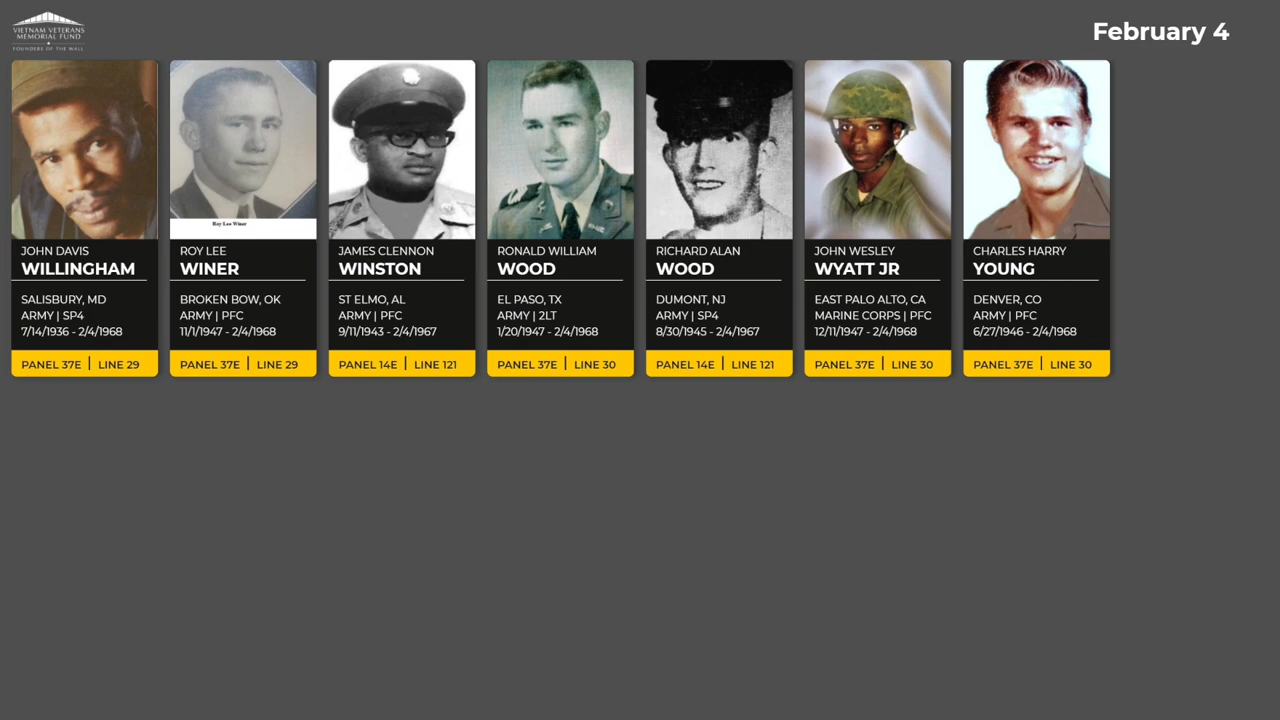 VIETNAM VETERANS
MEMORIAL FUND
FOUNDERS OF THE WALL
February 4
Roy Lee Winer
JOHN DAVIS
WILLINGHAM
SALISBURY, MD
ARMY | SP4
7/14/1936 - 2/4/1968
PANEL 37E | LINE 29
ROY LEE
WINER
BROKEN BOW, OK
ARMY | PFC
11/1/1947 - 2/4/1968
PANEL 37E | LINE 29
JAMES CLENNON
WINSTON
ST ELMO, AL
ARMY | PFC
9/11/1943 - 2/4/1967
PANEL 14E | LINE 121
RONALD WILLIAM
WOOD
EL PASO, TX
ARMY | 2LT
1/20/1947 - 2/4/1968
PANEL 37E | LINE 30
RICHARD ALAN
WOOD
DUMONT, NJ
ARMY | SP4
8/30/1945 - 2/4/1967
PANEL 14E | LINE 121
JOHN WESLEY
WYATT JR
EAST PALO ALTO, CA
MARINE CORPS | PFC
12/11/1947 - 2/4/1968
PANEL 37E | LINE 30
CHARLES HARRY
YOUNG
DENVER, CO
ARMY | PFC
6/27/1946 - 2/4/1968
PANEL 37E | LINE 30